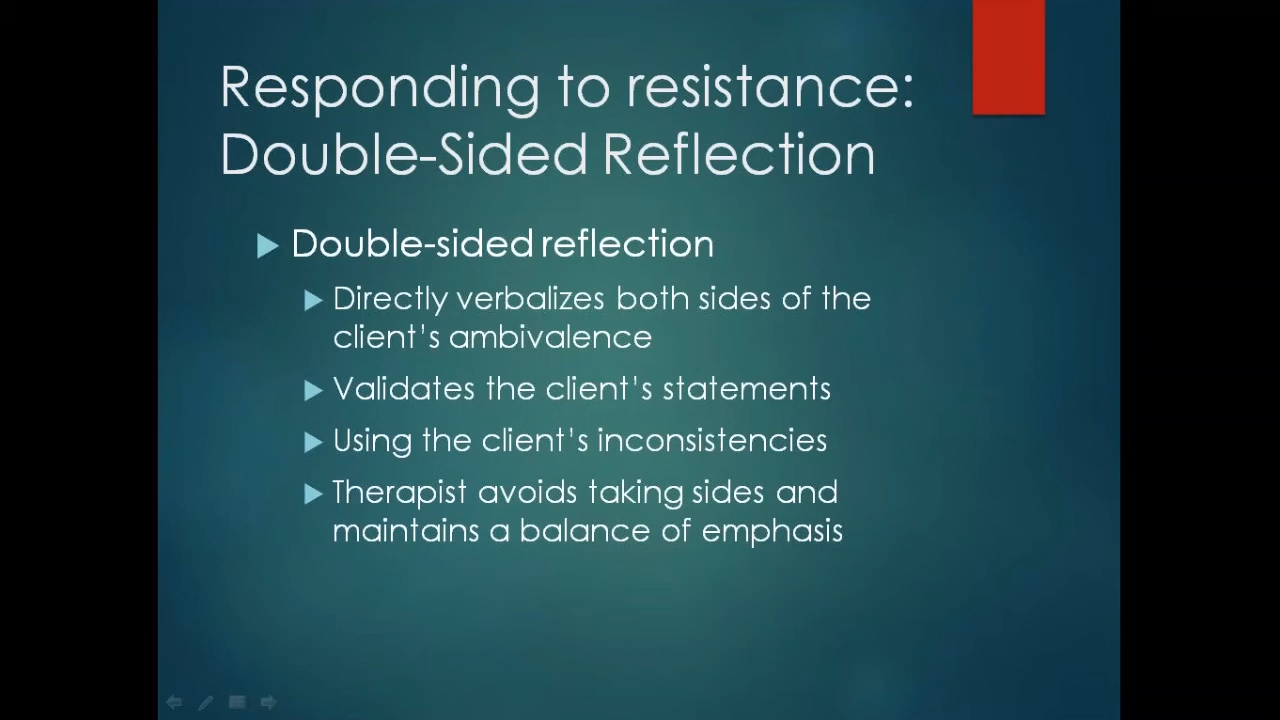 Responding to resistance:
Double-Sided Reflection
Double-sided reflection
Directly verbalizes both sides of the
client's ambivalence
Validates the client's statements
Using the client's inconsistencies
Therapist avoids taking sides and
maintains a balance of emphasis